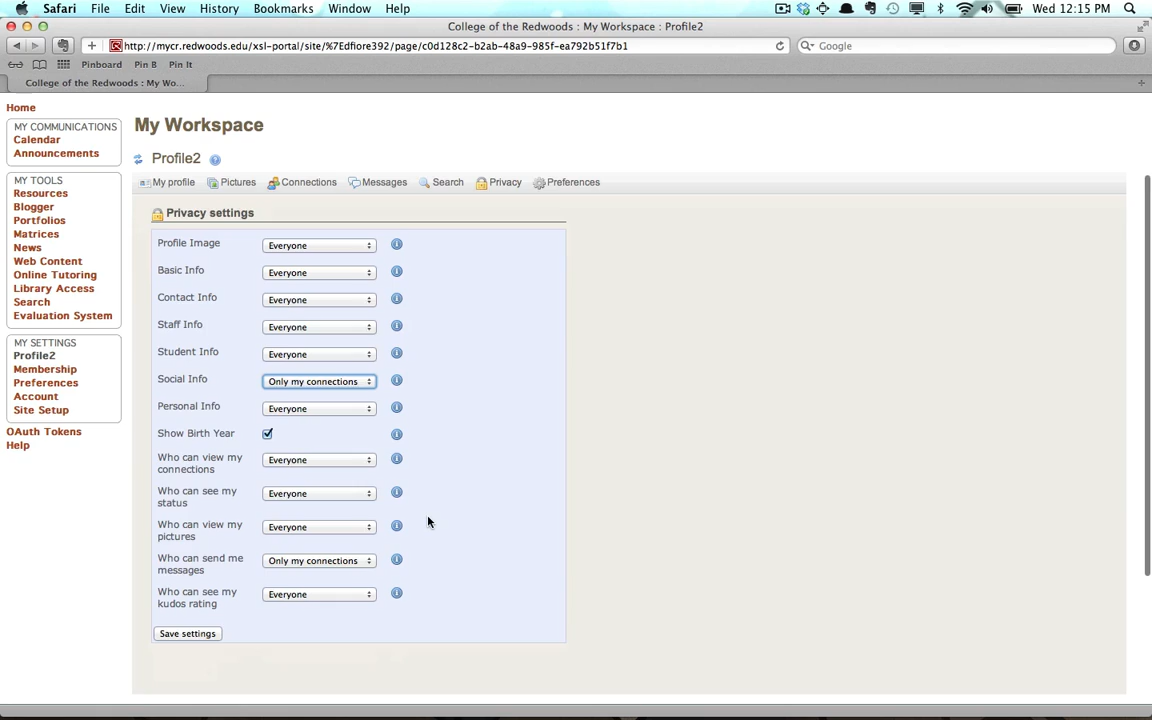 Safari File Edit View History Bookmarks Window Help Wed 12:15 PM
College of the Redwoods : My Workspace : Profile2
http://mycr.redwoods.edu/xsl-portal/site/%7Edfiore392/page/c0d128c2-b2ab-48a9-985f-ea792b51f7b1 Google
Pinboard Pin B Pin It
College of the Redwoods : My Wo...
Home
MY COMMUNICATIONS
Calendar
Announcements
MY TOOLS
Resources
Blogger
Portfolios
Matrices
News
Web Content
Online Tutoring
Library Access
Search
Evaluation System
MY SETTINGS
Profile2
Membership
Preferences
Account
Site Setup
OAuth Tokens
Help
My Workspace
Profile2
My profile Pictures Connections Messages Search Privacy Preferences
Privacy settings
Profile Image Everyone
Basic Info Everyone
Contact Info Everyone
Staff Info Everyone
Student Info Everyone
Social Info Only my connections
Personal Info Everyone
Show Birth Year
Who can view my
connections Everyone
Who can see my
status Everyone
Who can view my
pictures Everyone
Who can send me
messages Only my connections
Who can see my
kudos rating Everyone
Save settings